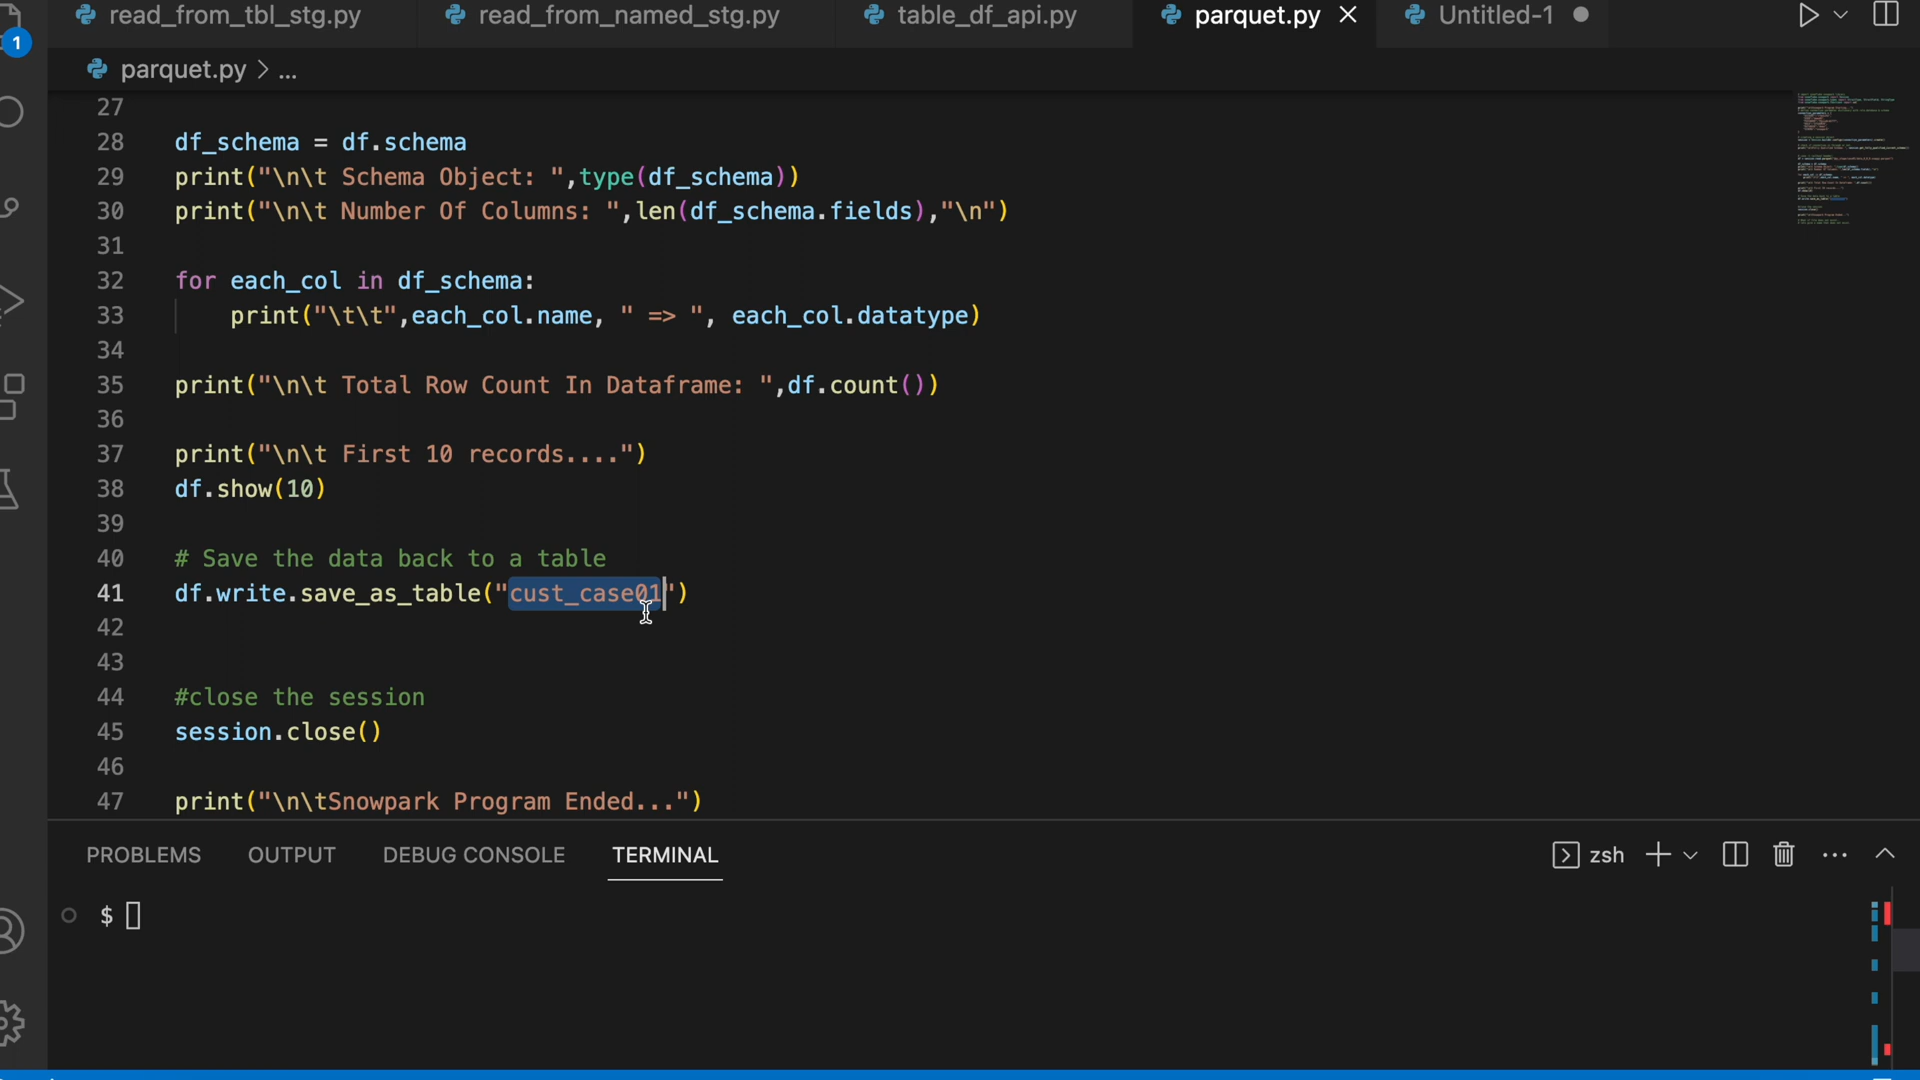 read_from_tbl_stg.py read_from_named_stg.py table_df_api.py parquet.py Untitled-1
1
parquet.py > ...
27
28 df_schema = df.schema
29 print("\n\t Schema Object: ",type(df_schema))
30 print("\n\t Number Of Columns: ",len(df_schema.fields),"\n")
31
32 for each_col in df_schema:
33 print("\t\t",each_col.name, " => ", each_col.datatype)
34
35 print("\n\t Total Row Count In Dataframe: ",df.count())
36
37 print("\n\t First 10 records....")
38 df.show(10)
39
40 # Save the data back to a table
41 df.write.save_as_table("cust_case01")
42
43
44 #close the session
45 session.close()
46
47 print("\n\tSnowpark Program Ended...")
PROBLEMS OUTPUT DEBUG CONSOLE TERMINAL zsh
$